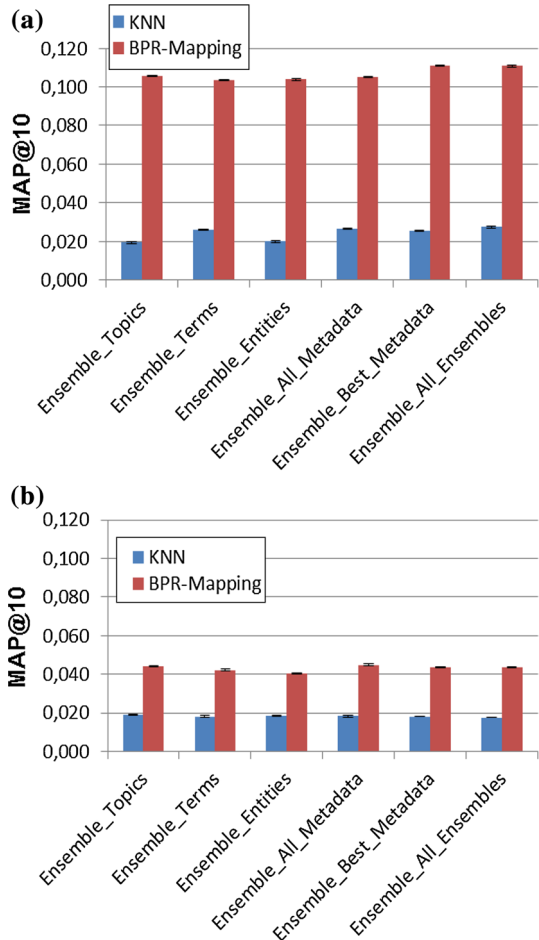 (a)
KNN
BPR-Mapping
MAP@10
0,120
0,100
0,080
0,060
0,040
0,020
0,000
Ensemble_Topics
Ensemble_Terms
Ensemble_Entities
Ensemble_All_Metadata
Ensemble_Best_Metadata
Ensemble_All_Ensembles
(b)
KNN
BPR-Mapping
MAP@10
0,120
0,100
0,080
0,060
0,040
0,020
0,000
Ensemble_Topics
Ensemble_Terms
Ensemble_Entities
Ensemble_All_Metadata
Ensemble_Best_Metadata
Ensemble_All_Ensembles